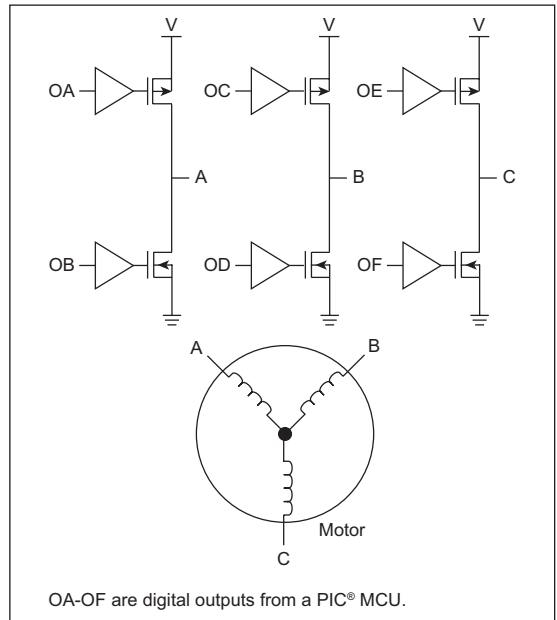 V V V
OA OC OE
A B C
OB OD OF
A B
Motor
C
OA-OF are digital outputs from a PIC® MCU.